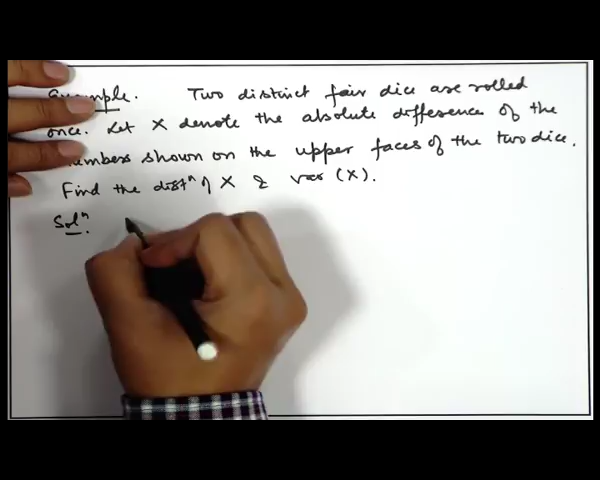 Example. Two distinct fair dice are rolled
once. Let X denote the absolute difference of the
numbers shown on the upper faces of the two dice.
Find the distⁿ of X & var (X).
Solⁿ.